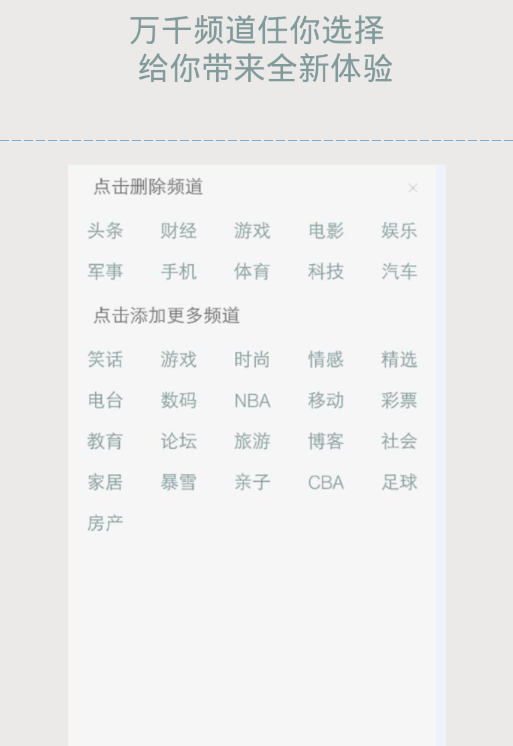 万千频道任你选择
给你带来全新体验
点击删除频道 ×
头条 财经 游戏 电影 娱乐
军事 手机 体育 科技 汽车
点击添加更多频道
笑话 游戏 时尚 情感 精选
电台 数码 NBA 移动 彩票
教育 论坛 旅游 博客 社会
家居 暴雪 亲子 CBA 足球
房产